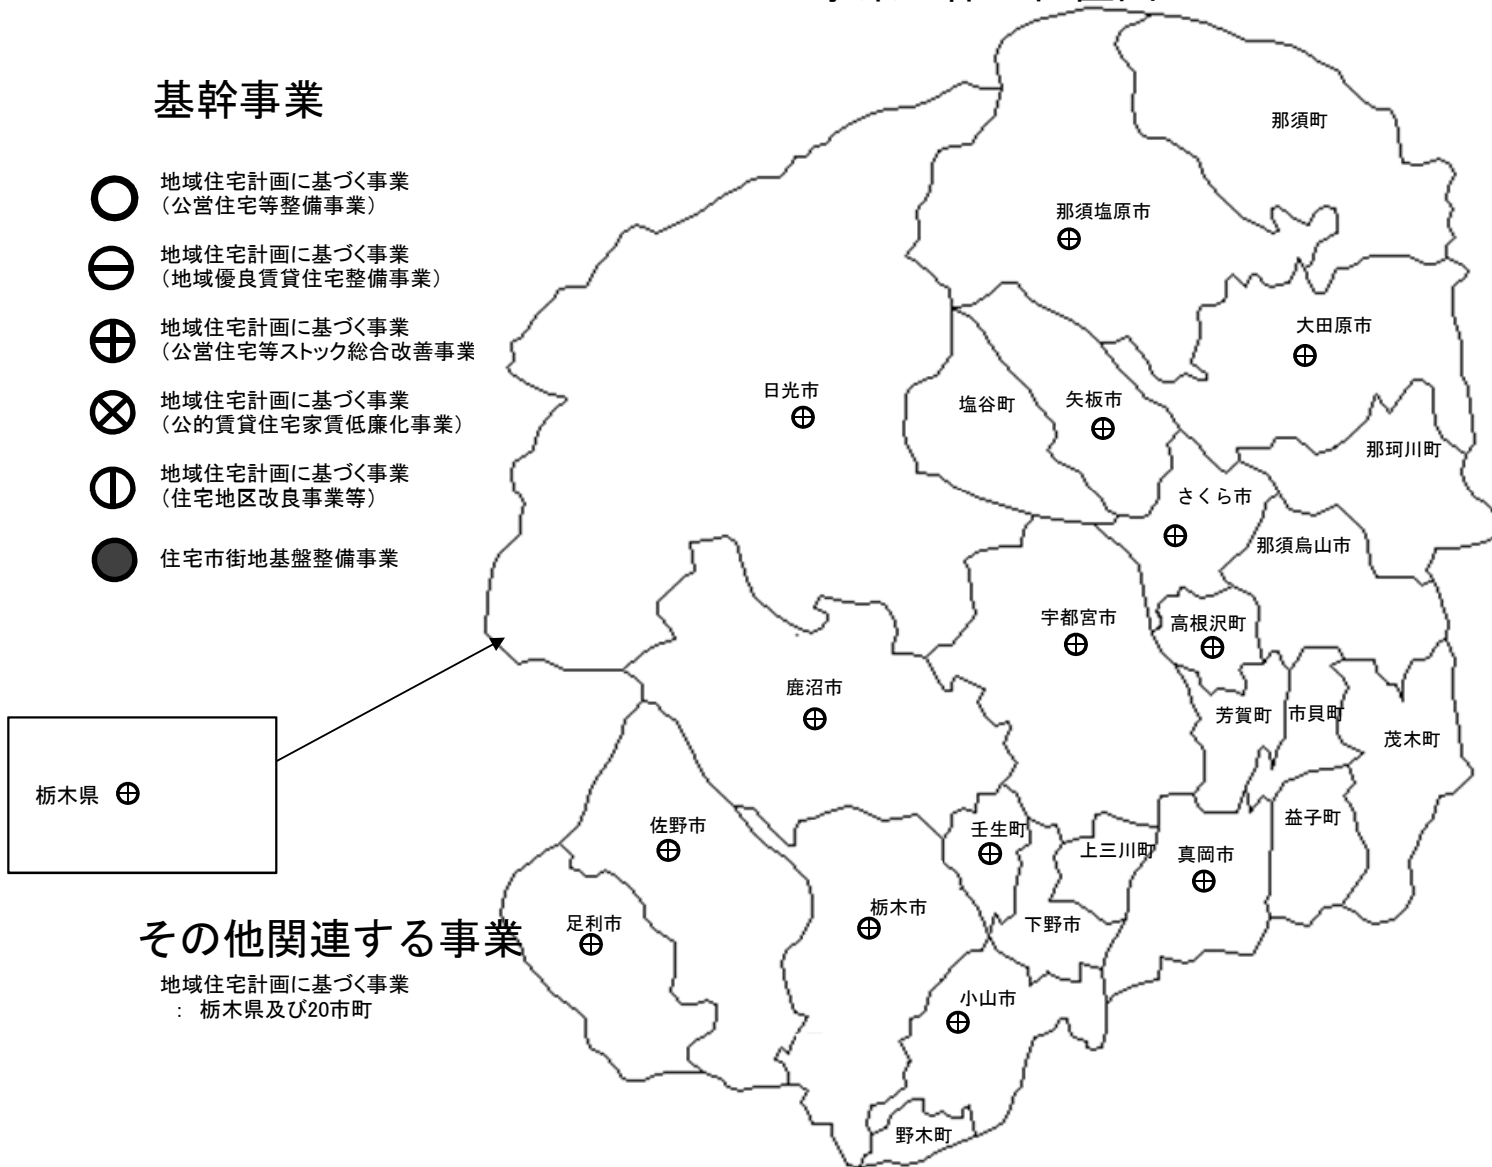 基幹事業
地域住宅計画に基づく事業
（公営住宅等整備事業）
地域住宅計画に基づく事業
（地域優良賃貸住宅整備事業）
地域住宅計画に基づく事業
（公営住宅等ストック総合改善事業
地域住宅計画に基づく事業
（公的賃貸住宅家賃低廉化事業）
地域住宅計画に基づく事業
（住宅地区改良事業等）
住宅市街地基盤整備事業
那須町
那須塩原市
大田原市
日光市
塩谷町
矢板市
那珂川町
さくら市
那須烏山市
宇都宮市
高根沢町
鹿沼市
芳賀町
市貝町
茂木町
栃木県
佐野市
壬生町
上三川町
真岡市
益子町
足利市
栃木市
下野市
小山市
野木町
その他関連する事業
地域住宅計画に基づく事業
： 栃木県及び20市町